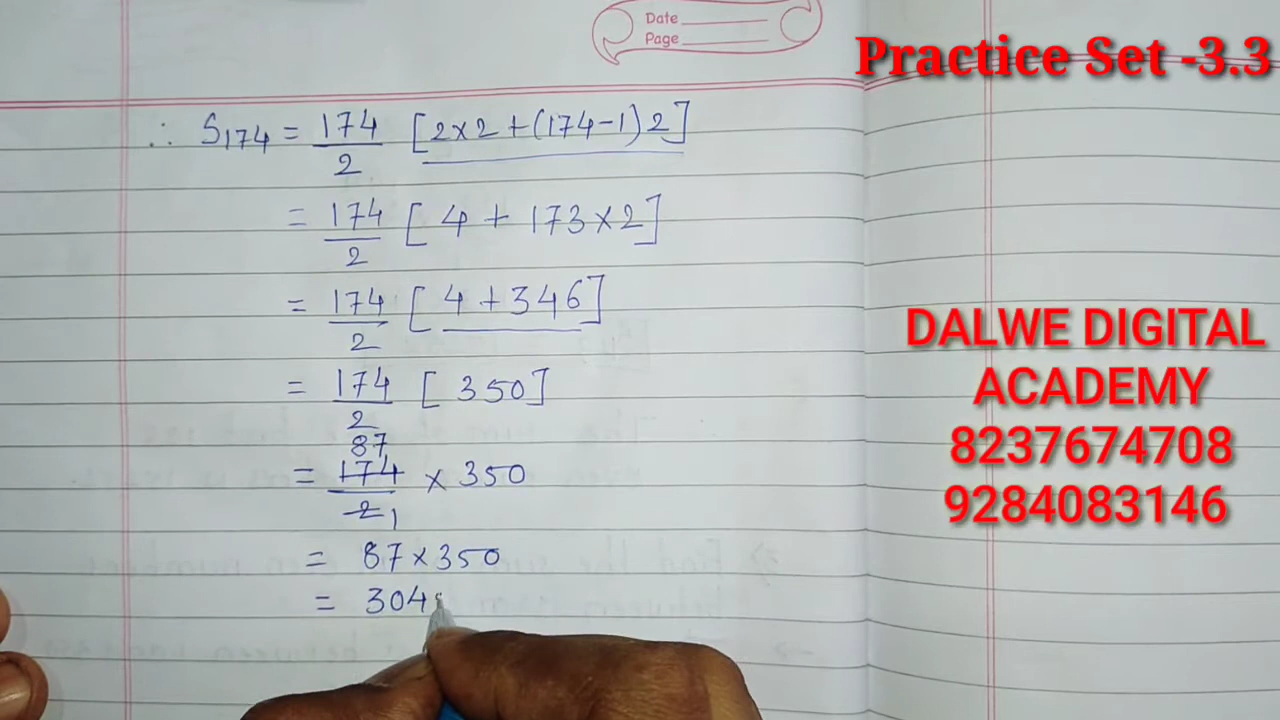 Date
Page
Practice Set -3.3
∴ S174 = 174/2 [2×2+(174-1)2]
= 174/2 [4 + 173×2]
= 174/2 [4 + 346]
= 174/2 [350]
87
= 174/2 × 350
1
= 87×350
= 304
DALWE DIGITAL
ACADEMY
8237674708
9284083146